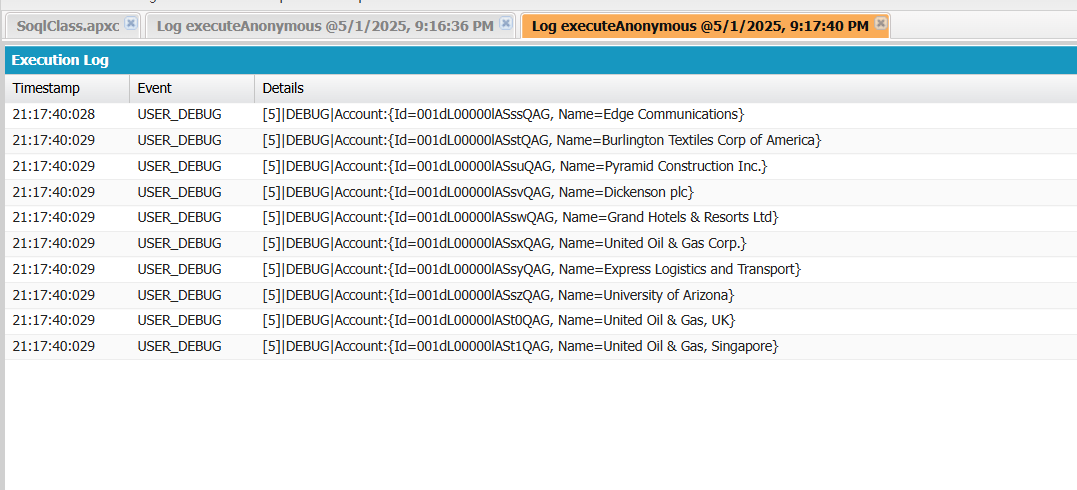 SoqlClass.apxc Log executeAnonymous @5/1/2025, 9:16:36 PM Log executeAnonymous @5/1/2025, 9:17:40 PM
Execution Log
Timestamp Event Details
21:17:40:028 USER_DEBUG [5]|DEBUG|Account:{Id=001dL00000lASssQAG, Name=Edge Communications}
21:17:40:029 USER_DEBUG [5]|DEBUG|Account:{Id=001dL00000lASstQAG, Name=Burlington Textiles Corp of America}
21:17:40:029 USER_DEBUG [5]|DEBUG|Account:{Id=001dL00000lASsuQAG, Name=Pyramid Construction Inc.}
21:17:40:029 USER_DEBUG [5]|DEBUG|Account:{Id=001dL00000lASsvQAG, Name=Dickenson plc}
21:17:40:029 USER_DEBUG [5]|DEBUG|Account:{Id=001dL00000lASswQAG, Name=Grand Hotels & Resorts Ltd}
21:17:40:029 USER_DEBUG [5]|DEBUG|Account:{Id=001dL00000lASsxQAG, Name=United Oil & Gas Corp.}
21:17:40:029 USER_DEBUG [5]|DEBUG|Account:{Id=001dL00000lASsyQAG, Name=Express Logistics and Transport}
21:17:40:029 USER_DEBUG [5]|DEBUG|Account:{Id=001dL00000lASszQAG, Name=University of Arizona}
21:17:40:029 USER_DEBUG [5]|DEBUG|Account:{Id=001dL00000lASt0QAG, Name=United Oil & Gas, UK}
21:17:40:029 USER_DEBUG [5]|DEBUG|Account:{Id=001dL00000lASt1QAG, Name=United Oil & Gas, Singapore}